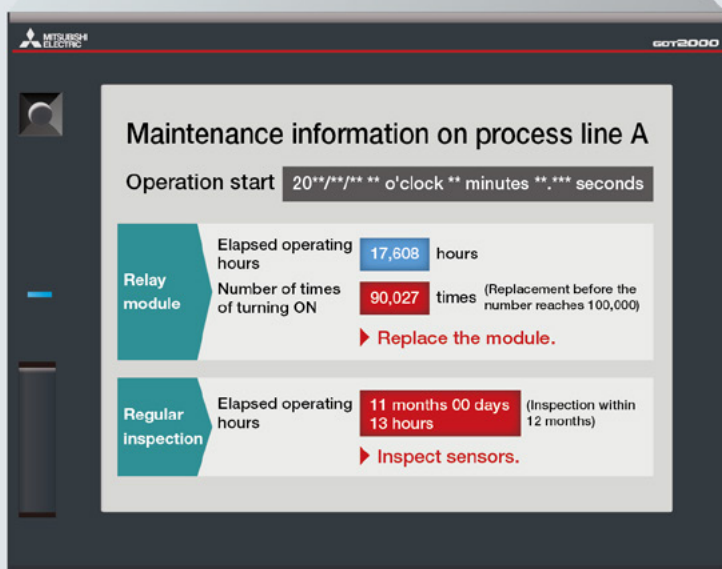 MITSUBISHI
ELECTRIC
GOT2000
Maintenance information on process line A
Operation start 20**/**/** ** o'clock ** minutes **.*** seconds
Relay
module
Elapsed operating
hours
17,608 hours
Number of times
of turning ON
90,027 times
(Replacement before the
number reaches 100,000)
Replace the module.
Regular
inspection
Elapsed operating
hours
11 months 00 days
13 hours
(Inspection within
12 months)
Inspect sensors.